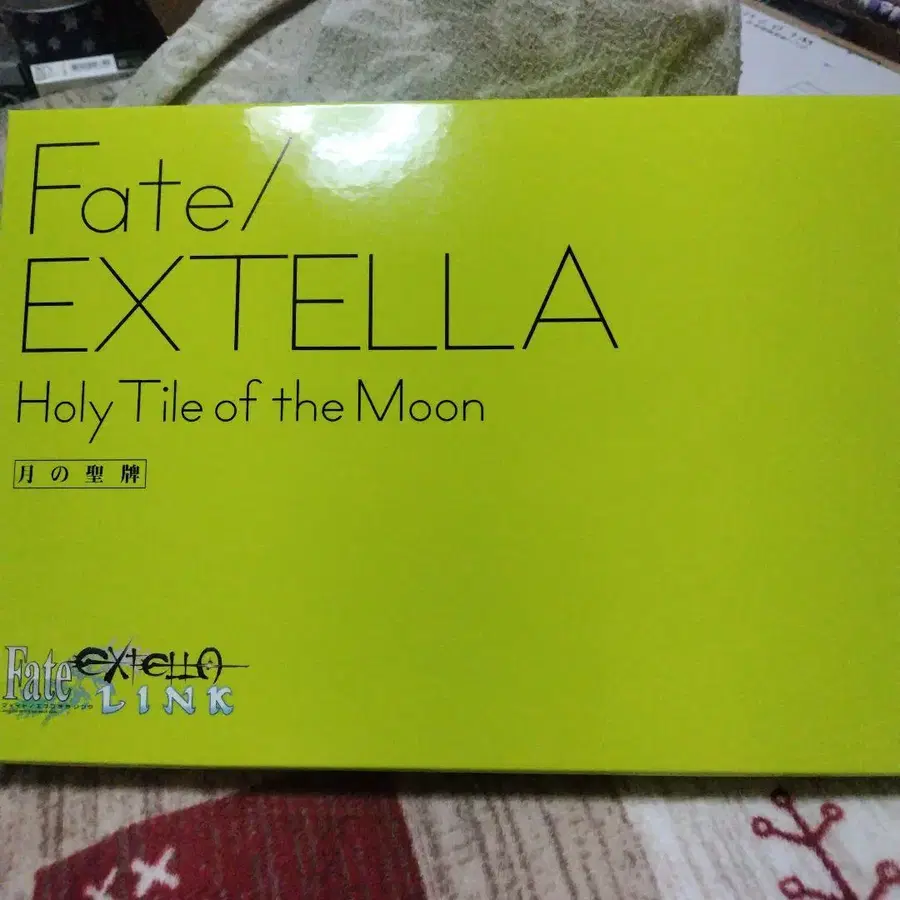 Fate/
EXTELLA
Holy Tile of the Moon
月の聖牌
Fate EXTELLA
LINK